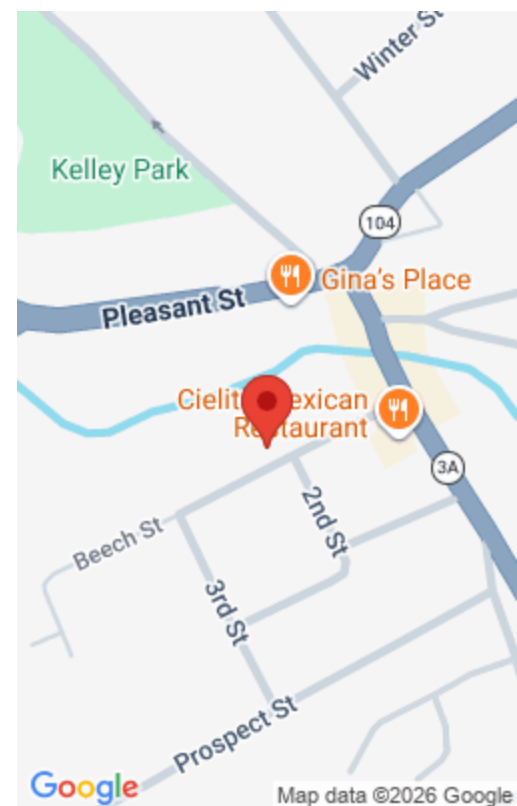 Winter St
Kelley Park
104
Gina's Place
Pleasant St
Cielit Mexican
Restaurant
3A
2nd St
Beech St
3rd St
Prospect St
Google
Map data ©2026 Google